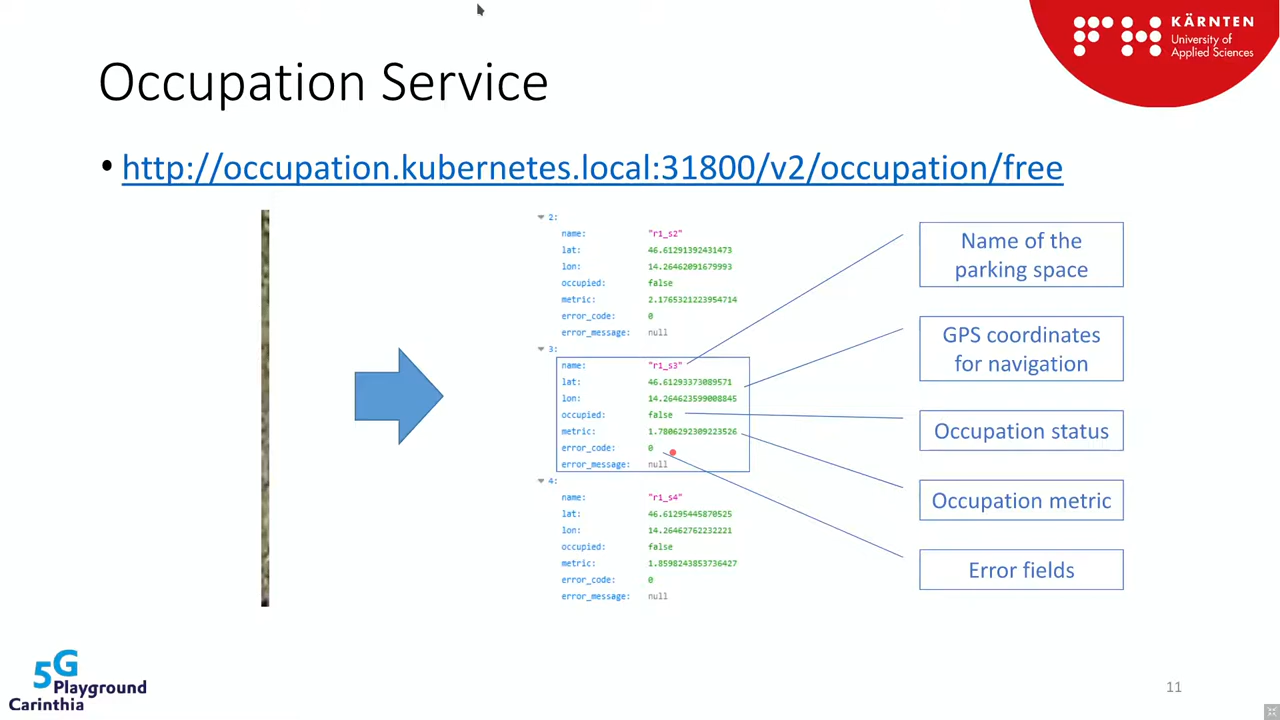 KÄRNTEN
University of
Applied Sciences
Occupation Service
• http://occupation.kubernetes.local:31800/v2/occupation/free
2:
name: "r1_s2"
lat: 46.61291392431473
lon: 14.26462091679993
occupied: false
metric: 2.1765321223954714
error_code: 0
error_message: null
3:
name: "r1_s3"
lat: 46.61293373089571
lon: 14.264623599008845
occupied: false
metric: 1.7806292309223526
error_code: 0
error_message: null
4:
name: "r1_s4"
lat: 46.61295445870525
lon: 14.26462762232221
occupied: false
metric: 1.8598243853736427
error_code: 0
error_message: null
Name of the
parking space
GPS coordinates
for navigation
Occupation status
Occupation metric
Error fields
5G
Playground
Carinthia
11